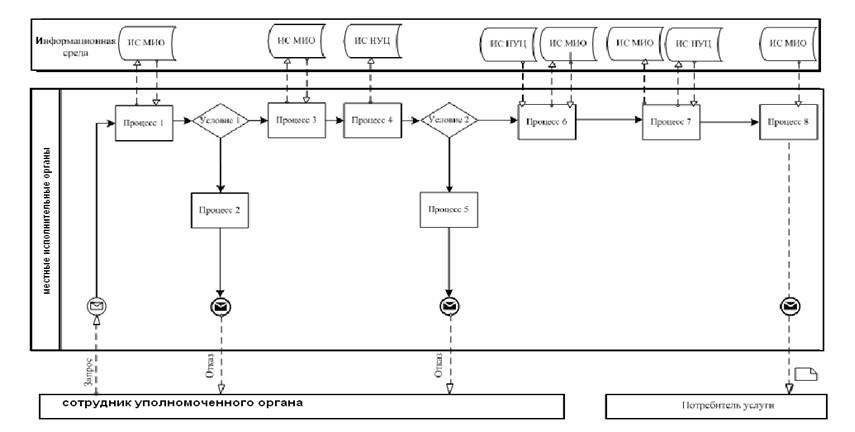 Информационная
среда
ИС МИО
ИС МИО
ИС НУЦ
ИС НУЦ
ИС МИО
ИС МИО
ИС НУЦ
ИС МИО
местные исполнительные органы
Процесс 1
Условие 1
Процесс 3
Процесс 4
Условие 2
Процесс 6
Процесс 7
Процесс 8
Процесс 2
Процесс 5
Запрос
Отказ
Отказ
сотрудник уполномоченного органа
Потребитель услуги